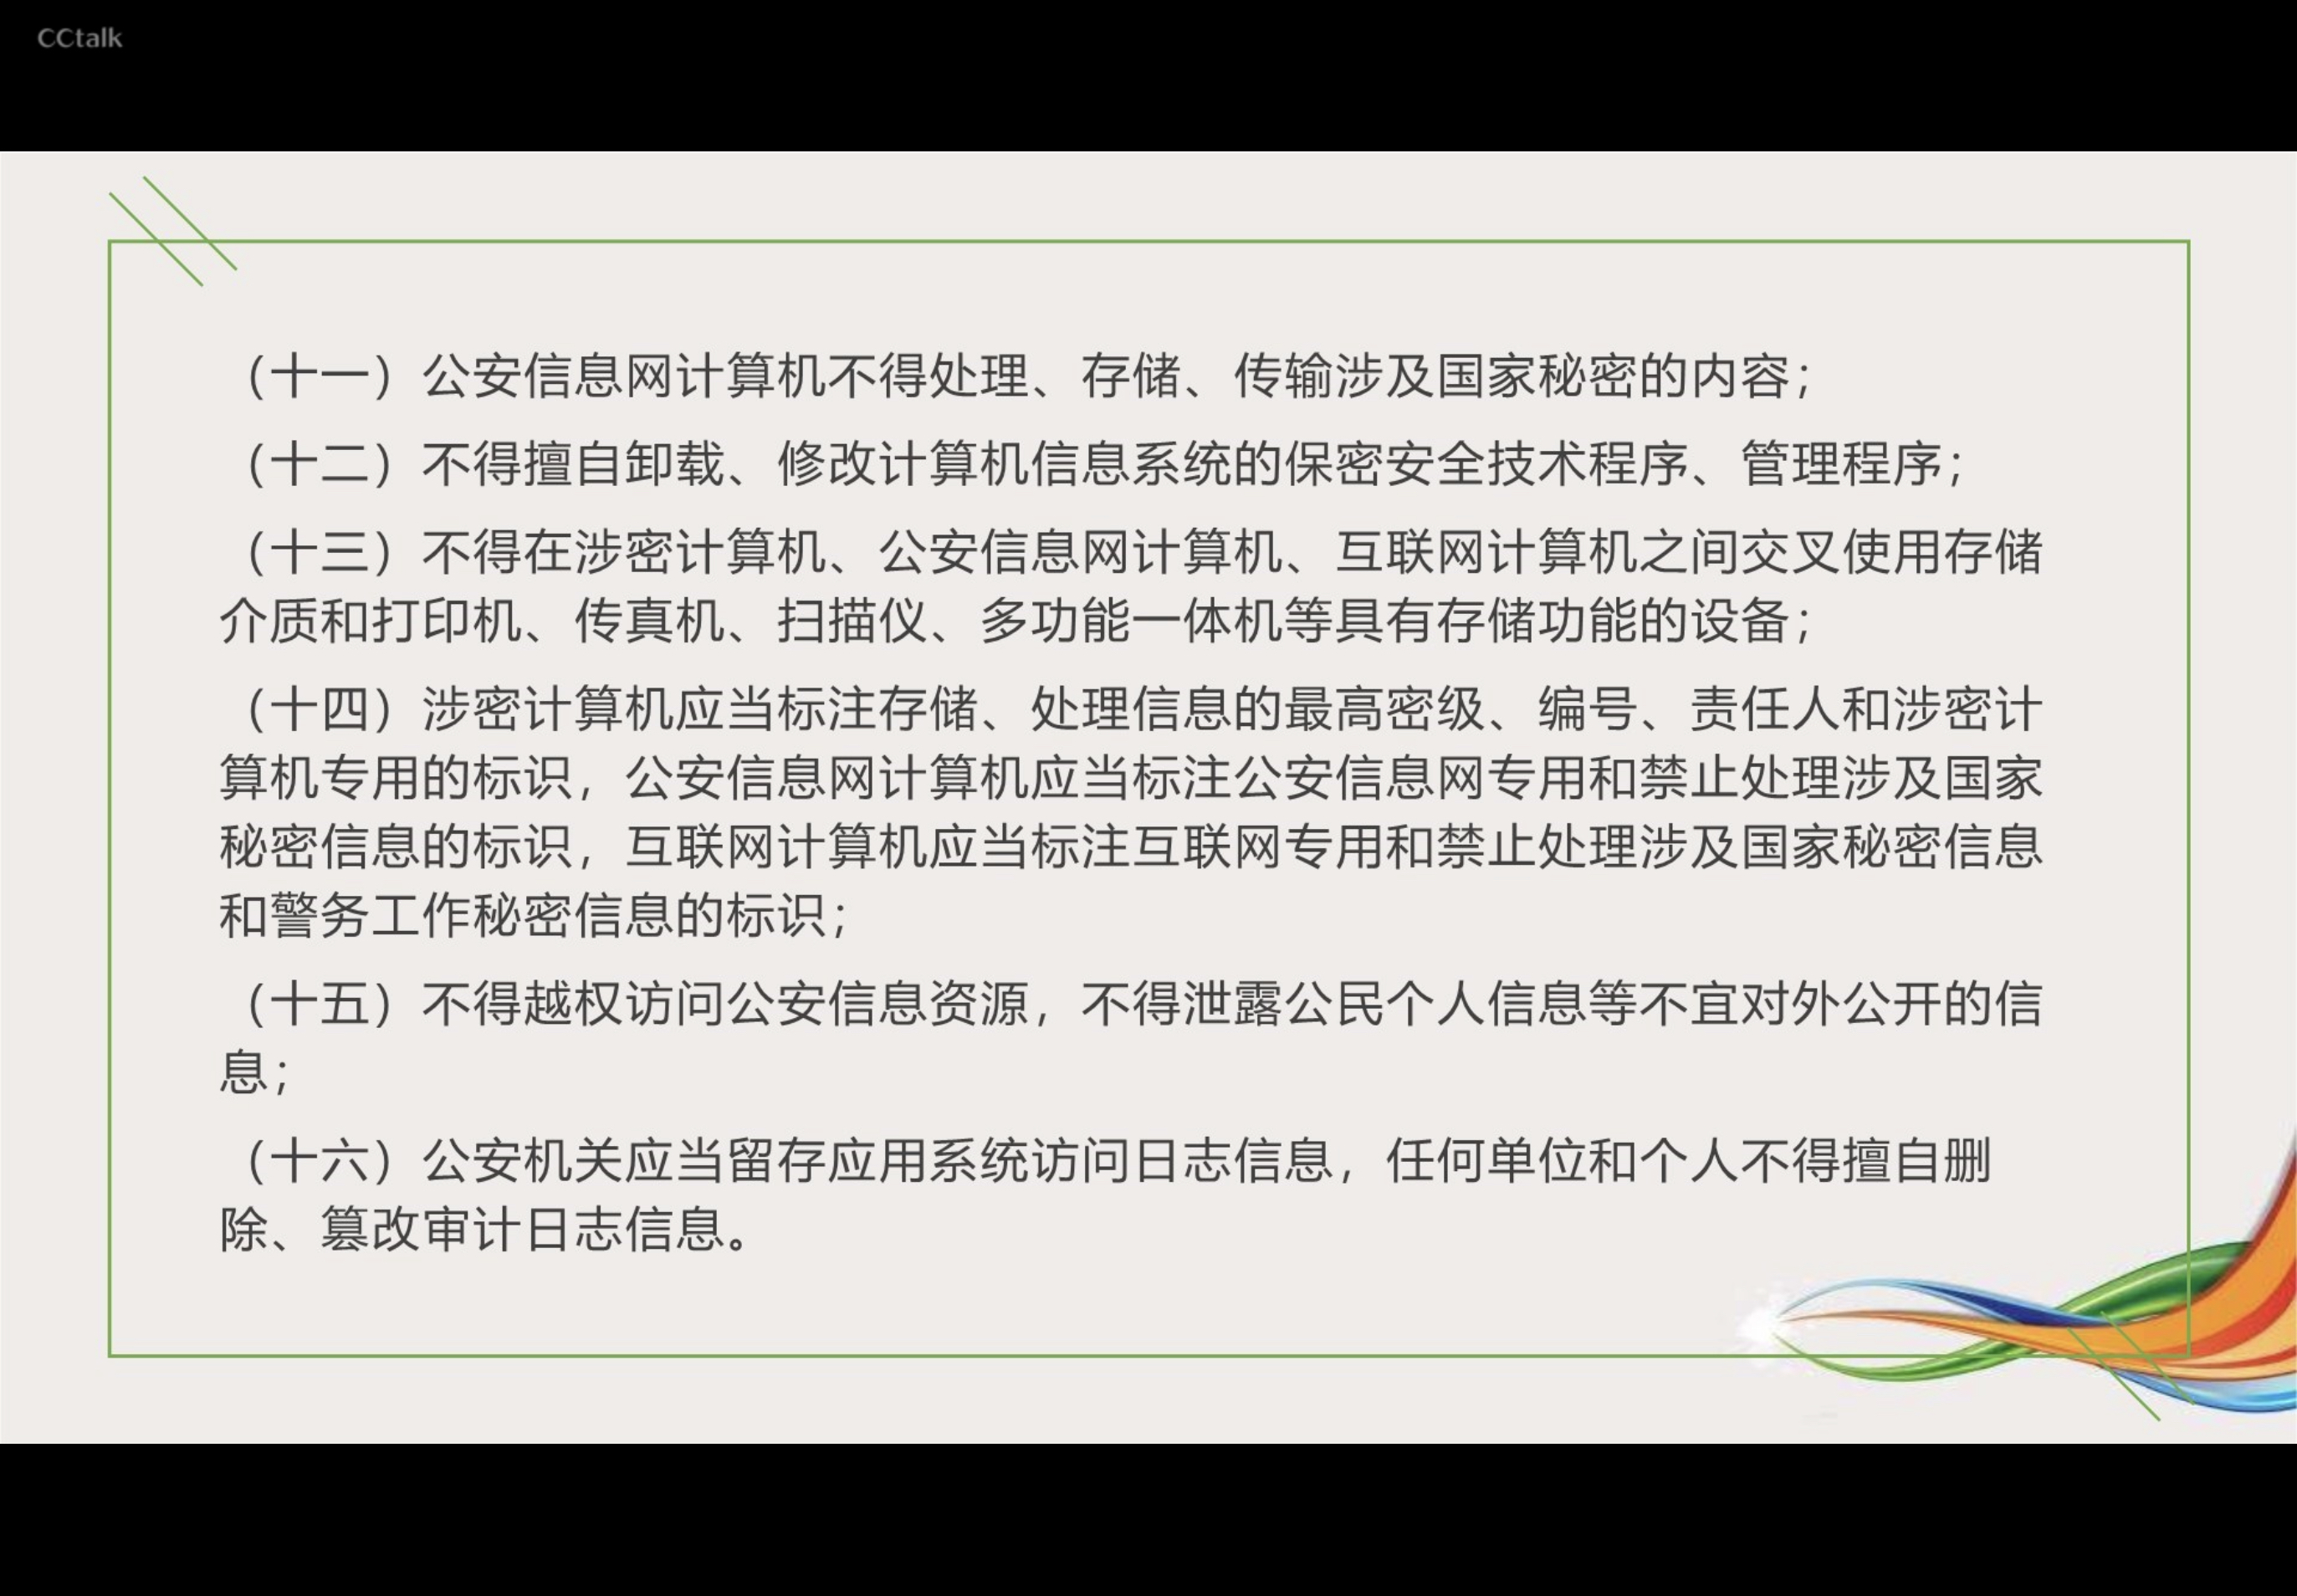 CCtalk
（十一）公安信息网计算机不得处理、存储、传输涉及国家秘密的内容；
（十二）不得擅自卸载、修改计算机信息系统的保密安全技术程序、管理程序；
（十三）不得在涉密计算机、公安信息网计算机、互联网计算机之间交叉使用存储
介质和打印机、传真机、扫描仪、多功能一体机等具有存储功能的设备；
（十四）涉密计算机应当标注存储、处理信息的最高密级、编号、责任人和涉密计
算机专用的标识，公安信息网计算机应当标注公安信息网专用和禁止处理涉及国家
秘密信息的标识，互联网计算机应当标注互联网专用和禁止处理涉及国家秘密信息
和警务工作秘密信息的标识；
（十五）不得越权访问公安信息资源，不得泄露公民个人信息等不宜对外公开的信
息；
（十六）公安机关应当留存应用系统访问日志信息，任何单位和个人不得擅自删
除、篡改审计日志信息。